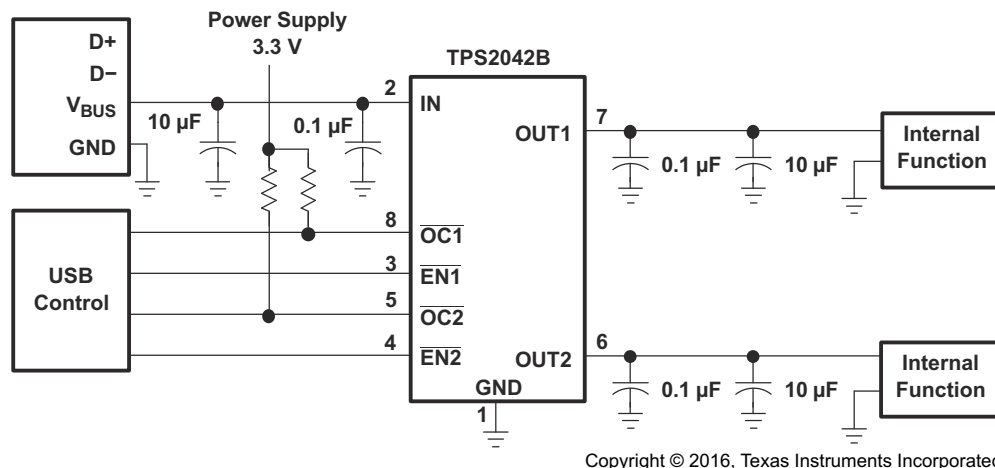 Power Supply
3.3 V
TPS2042B
D+
D−
V_BUS
GND
10 µF
0.1 µF
2
IN
7
OUT1
0.1 µF
10 µF
Internal
Function
USB
Control
8
OC1
3
EN1
5
OC2
4
EN2
6
OUT2
GND
1
0.1 µF
10 µF
Internal
Function
Copyright © 2016, Texas Instruments Incorporated